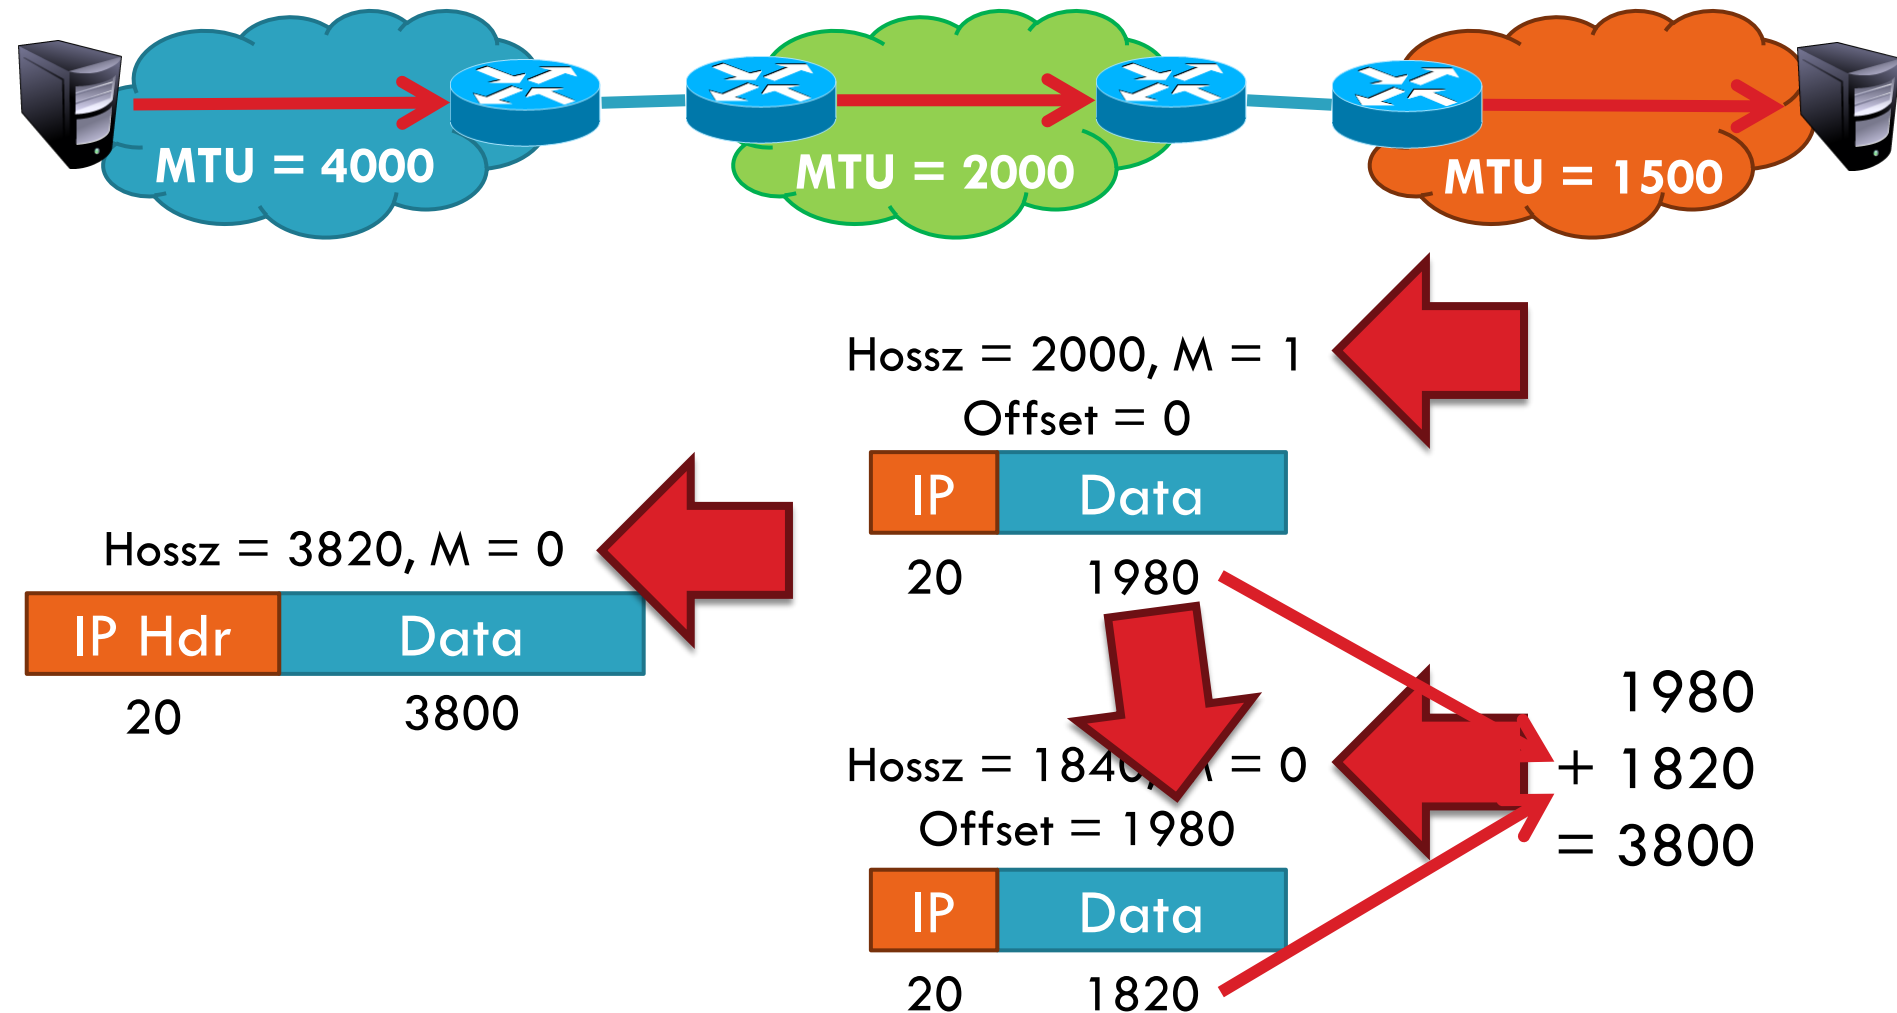 MTU = 4000
MTU = 2000
MTU = 1500
Hossz = 3820, M = 0
IP Hdr Data
20 3800
Hossz = 2000, M = 1
Offset = 0
IP Data
20 1980
Hossz = 1840, M = 0
Offset = 1980
IP Data
20 1820
1980
+ 1820
= 3800